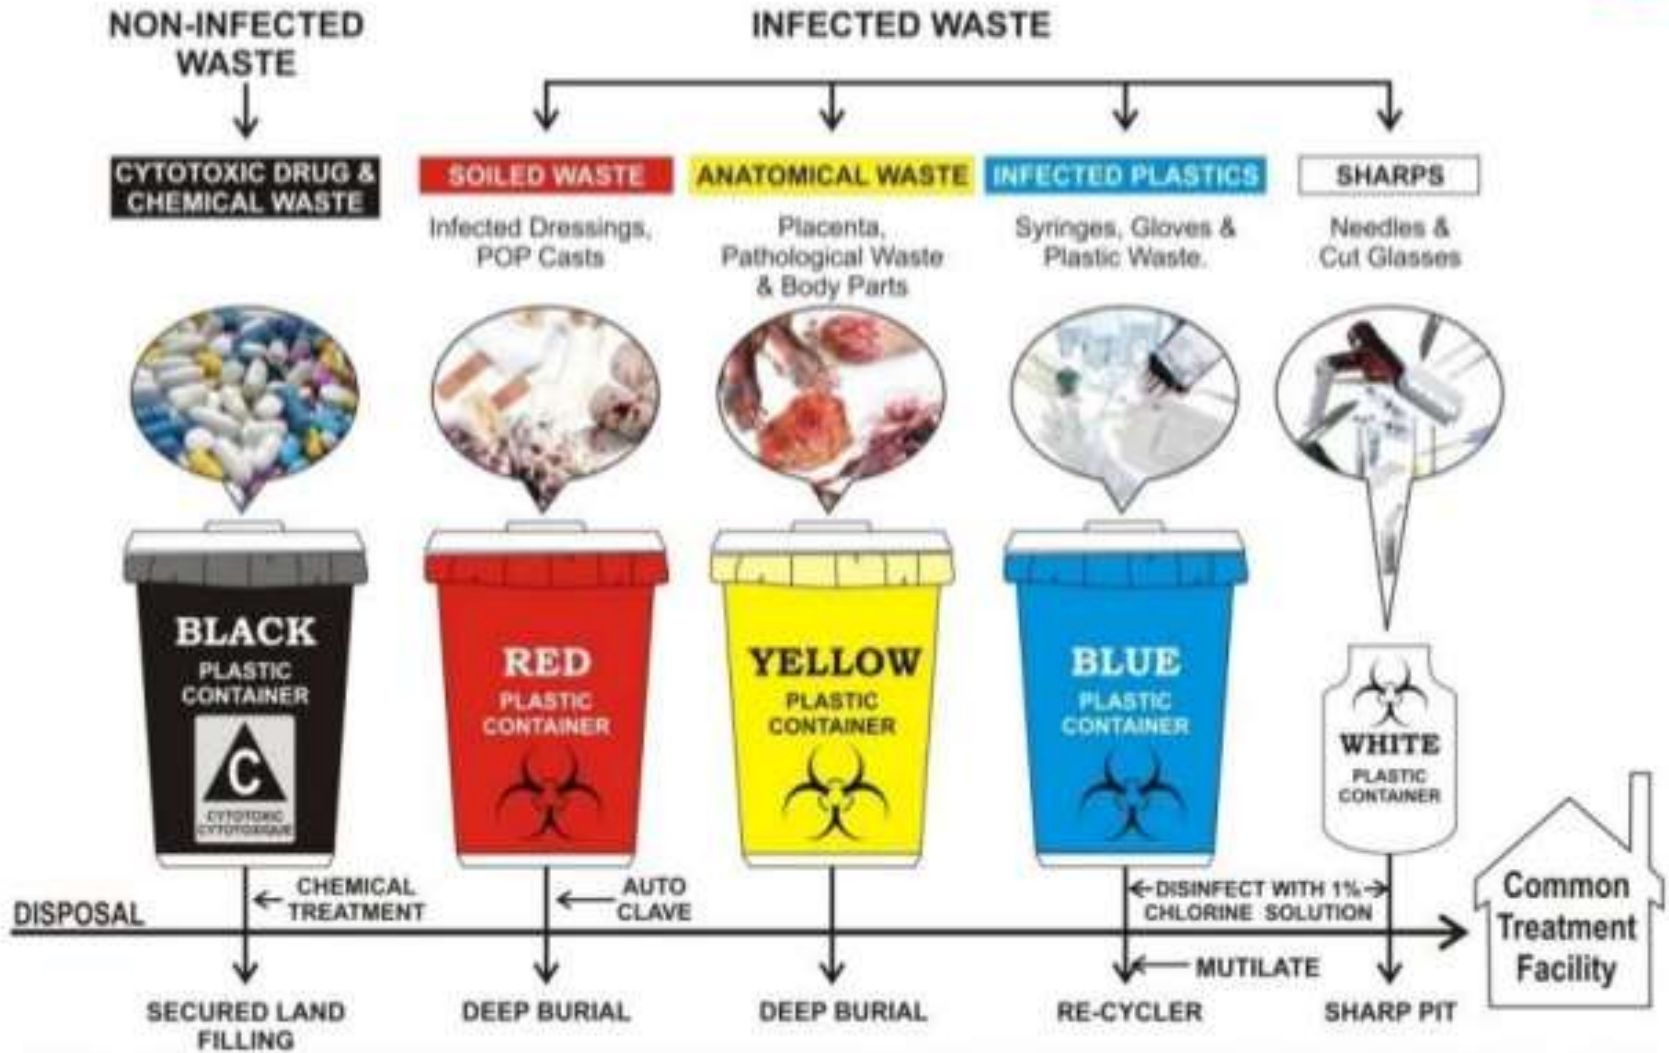 NON-INFECTED
WASTE
INFECTED WASTE
CYTOTOXIC DRUG &
CHEMICAL WASTE
SOILED WASTE
Infected Dressings,
POP Casts
ANATOMICAL WASTE
Placenta,
Pathological Waste
& Body Parts
INFECTED PLASTICS
Syringes, Gloves &
Plastic Waste.
SHARPS
Needles &
Cut Glasses
BLACK
PLASTIC
CONTAINER
C
CYTOTOXIC
CYTOTOXIQUE
RED
PLASTIC
CONTAINER
YELLOW
PLASTIC
CONTAINER
BLUE
PLASTIC
CONTAINER
WHITE
PLASTIC
CONTAINER
DISPOSAL
CHEMICAL
TREATMENT
AUTO
CLAVE
DISINFECT WITH 1%
CHLORINE SOLUTION
MUTILATE
Common
Treatment
Facility
SECURED LAND
FILLING
DEEP BURIAL
DEEP BURIAL
RE-CYCLER
SHARP PIT